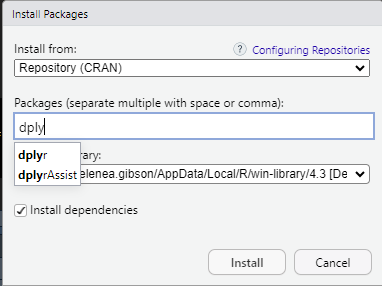 Install Packages
Install from:
? Configuring Repositories
Repository (CRAN)
Packages (separate multiple with space or comma):
dply
dplyr
dplyrAssist
rary:
elenea.gibson/AppData/Local/R/win-library/4.3 [De
Install dependencies
Install Cancel